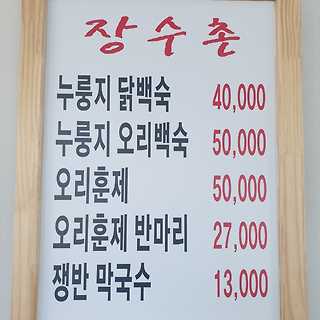 장수촌
누룽지 닭백숙 40,000
누룽지 오리백숙 50,000
오리훈제 50,000
오리훈제 반마리 27,000
쟁반 막국수 13,000